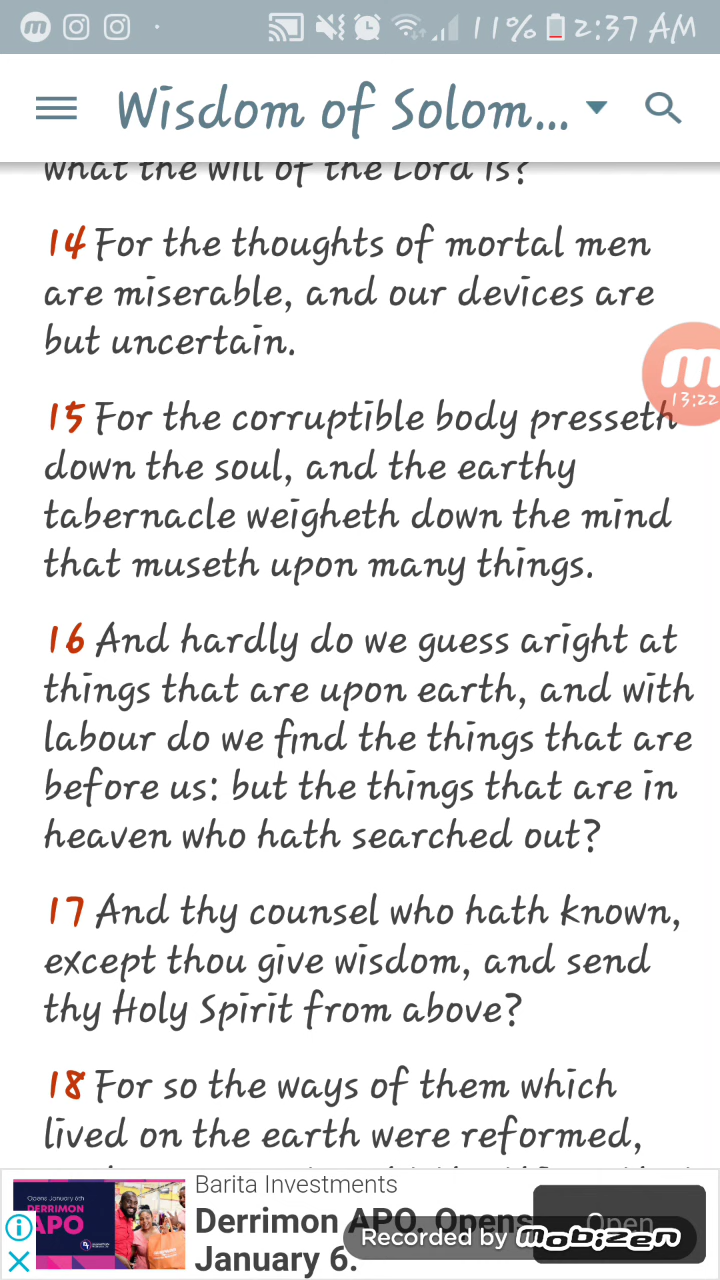 11% 2:37 AM
Wisdom of Solom...
what the will of the Lord is?
14 For the thoughts of mortal men
are miserable, and our devices are
but uncertain.
m
13:22
15 For the corruptible body presseth
down the soul, and the earthy
tabernacle weigheth down the mind
that museth upon many things.
16 And hardly do we guess aright at
things that are upon earth, and with
labour do we find the things that are
before us: but the things that are in
heaven who hath searched out?
17 And thy counsel who hath known,
except thou give wisdom, and send
thy Holy Spirit from above?
18 For so the ways of them which
lived on the earth were reformed,
Barita Investments
Opens January 6th
DERRIMON
APO
Derrimon APO. Opens
January 6.
Open
Recorded by mobizen